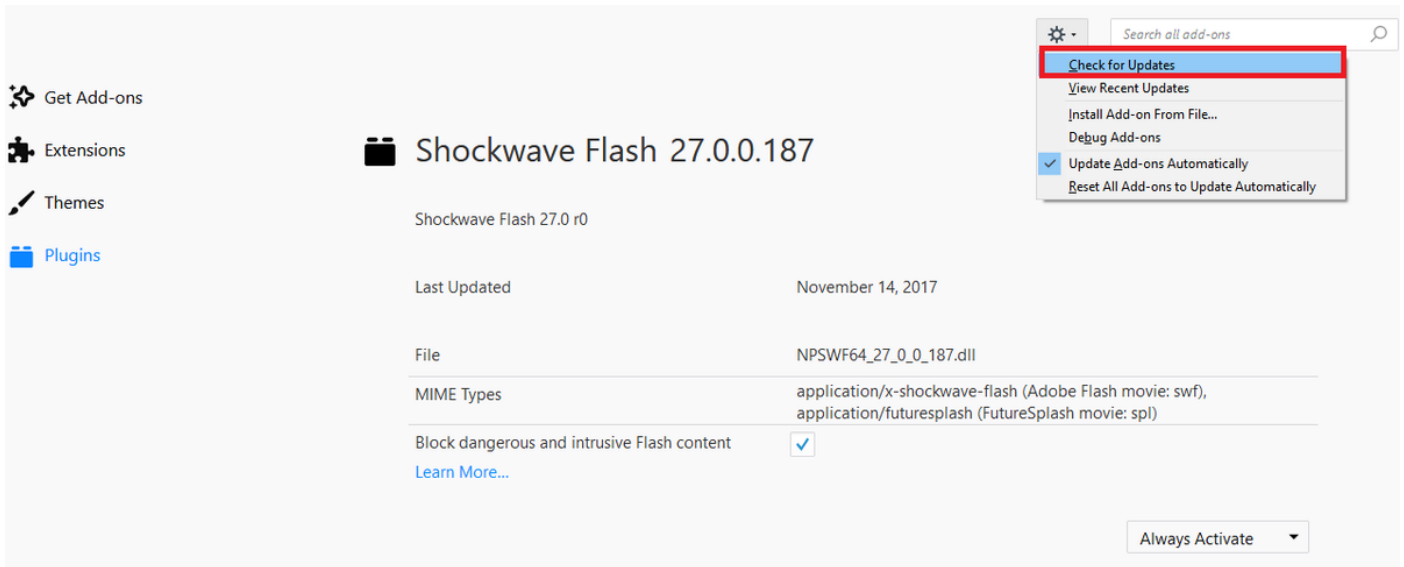 Search all add-ons
Check for Updates
View Recent Updates
Install Add-on From File...
Debug Add-ons
Update Add-ons Automatically
Reset All Add-ons to Update Automatically
Get Add-ons
Extensions
Themes
Plugins
Shockwave Flash 27.0.0.187
Shockwave Flash 27.0 r0
Last Updated November 14, 2017
File NPSWF64_27_0_0_187.dll
MIME Types application/x-shockwave-flash (Adobe Flash movie: swf),
application/futuresplash (FutureSplash movie: spl)
Block dangerous and intrusive Flash content
Learn More...
Always Activate